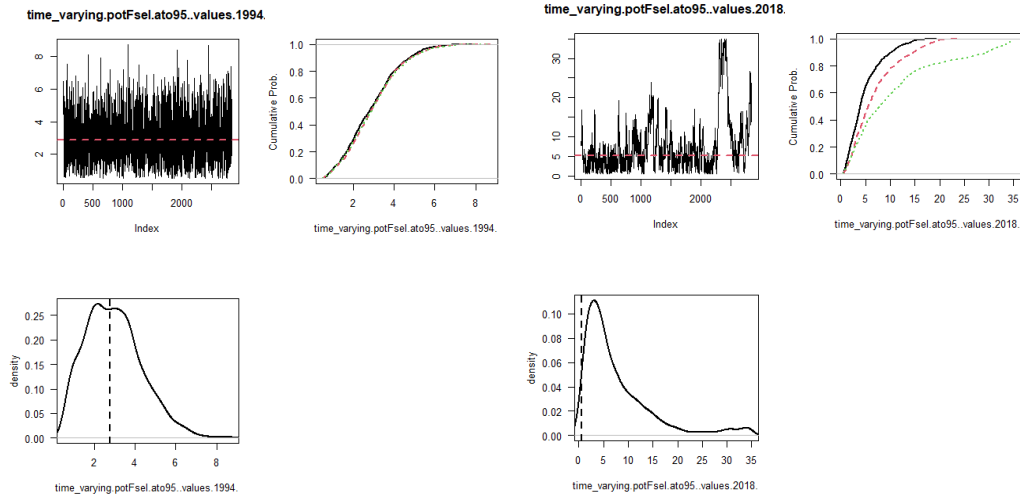 time_varying.potFsel.ato95..values.1994.
8
6
4
2
0 500 1000 2000
Index
Cumulative Prob.
1.0
0.8
0.6
0.4
0.2
0.0
2 4 6 8
time_varying.potFsel.ato95..values.1994.
density
0.25
0.20
0.15
0.10
0.05
0.00
2 4 6 8
time_varying.potFsel.ato95..values.1994.
time_varying.potFsel.ato95..values.2018.
35
25
15
10
5
0
0 500 1000 2000
Index
Cumulative Prob.
1.0
0.8
0.6
0.4
0.2
0.0
0 5 10 15 20 25 30 35
time_varying.potFsel.ato95..values.2018.
density
0.10
0.08
0.06
0.04
0.02
0.00
0 5 10 15 20 25 30 35
time_varying.potFsel.ato95..values.2018.